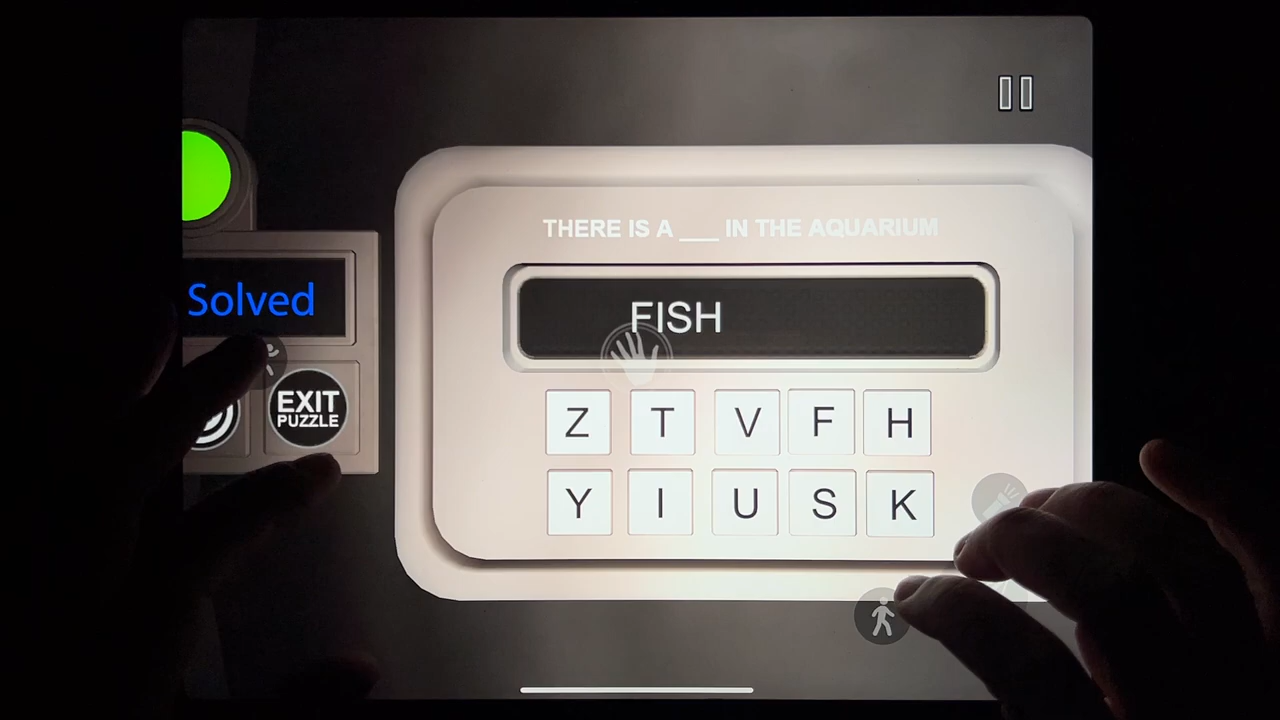 THERE IS A ___ IN THE AQUARIUM
Solved
FISH
EXIT
PUZZLE
Z T V F H
Y I U S K